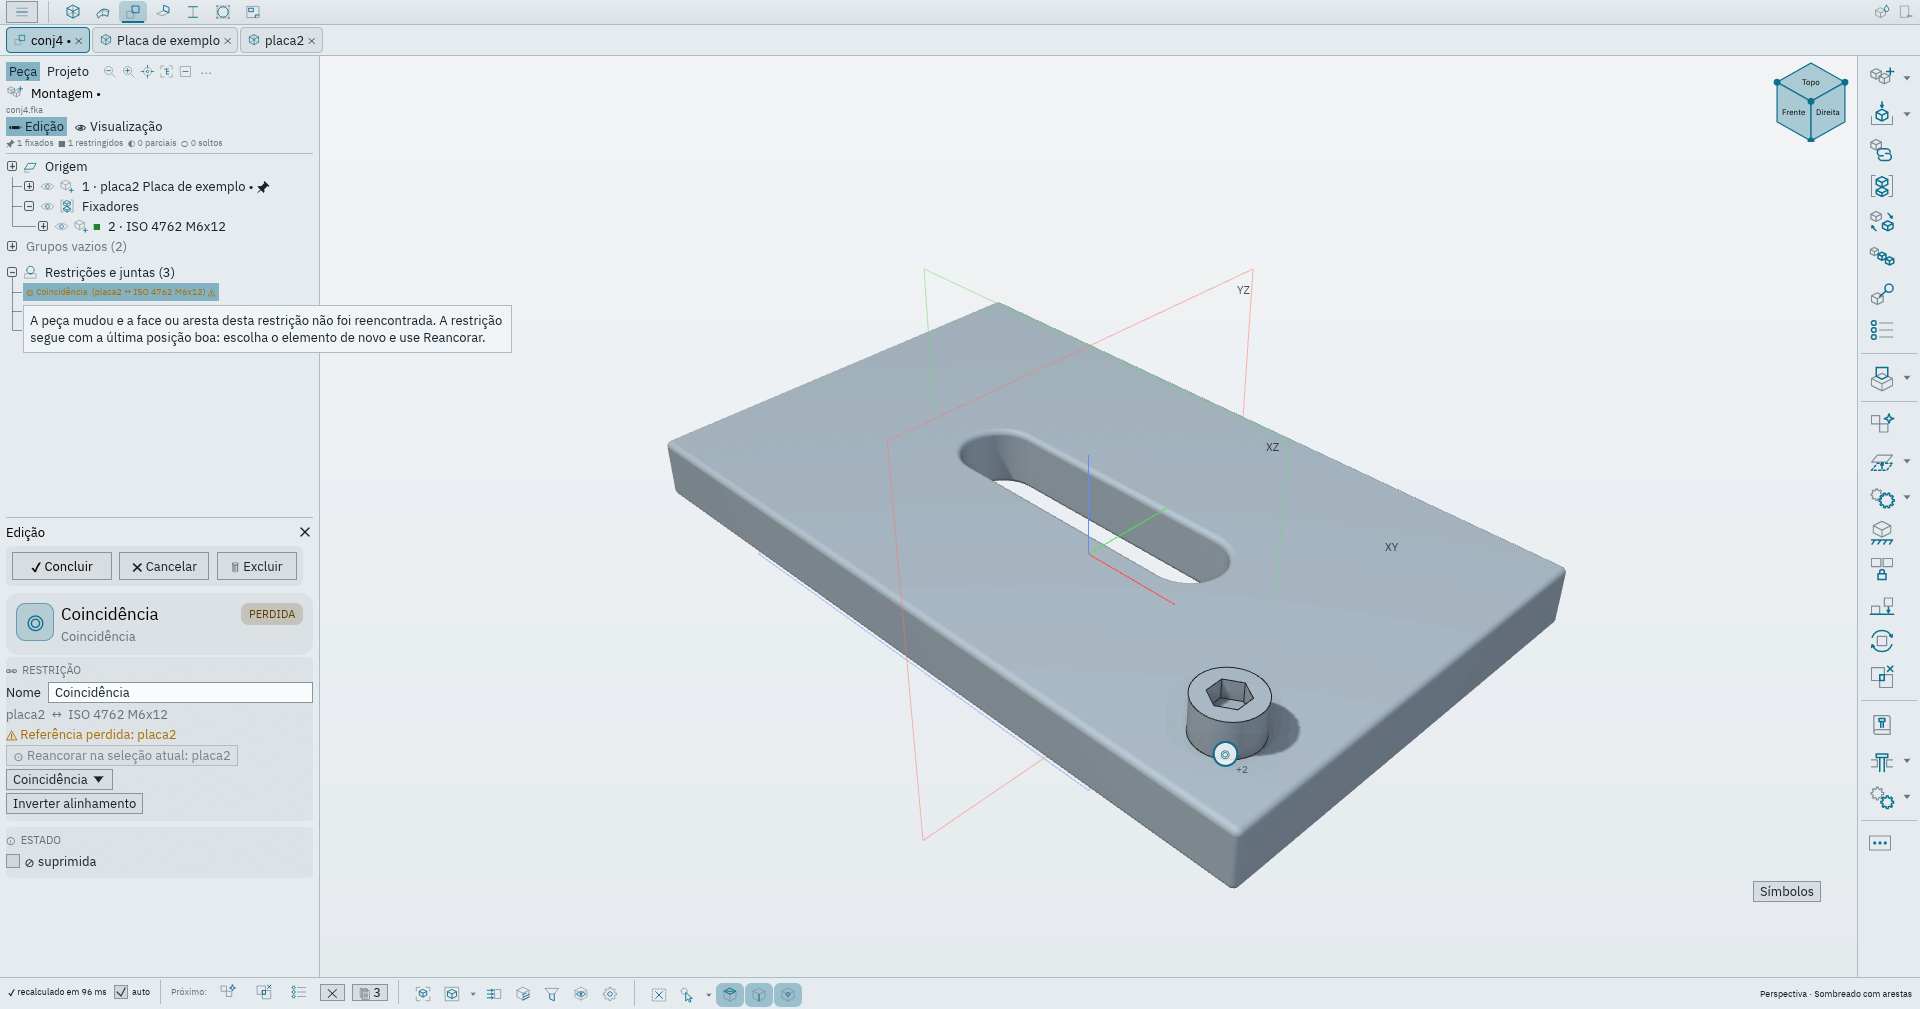 conj4 •
Placa de exemplo
placa2
Peça
Projeto
Montagem •
conj4.fka
Edição
Visualização
1 fixados
1 restringidos
0 parciais
0 soltos
Origem
1 · placa2 Placa de exemplo •
Fixadores
2 · ISO 4762 M6x12
Grupos vazios (2)
Restrições e juntas (3)
Coincidência (placa2 ↔ ISO 4762 M6x12)
A peça mudou e a face ou aresta desta restrição não foi reencontrada. A restrição
segue com a última posição boa: escolha o elemento de novo e use Reancorar.
Edição
Concluir
Cancelar
Excluir
Coincidência
PERDIDA
Coincidência
RESTRIÇÃO
Nome
Coincidência
placa2 ↔ ISO 4762 M6x12
Referência perdida: placa2
Reancorar na seleção atual: placa2
Coincidência
Inverter alinhamento
ESTADO
suprimida
YZ
XZ
XY
+2
Topo
Frente
Direita
Símbolos
recalculado em 96 ms
auto
Próximo:
3
Perspectiva · Sombreado com arestas